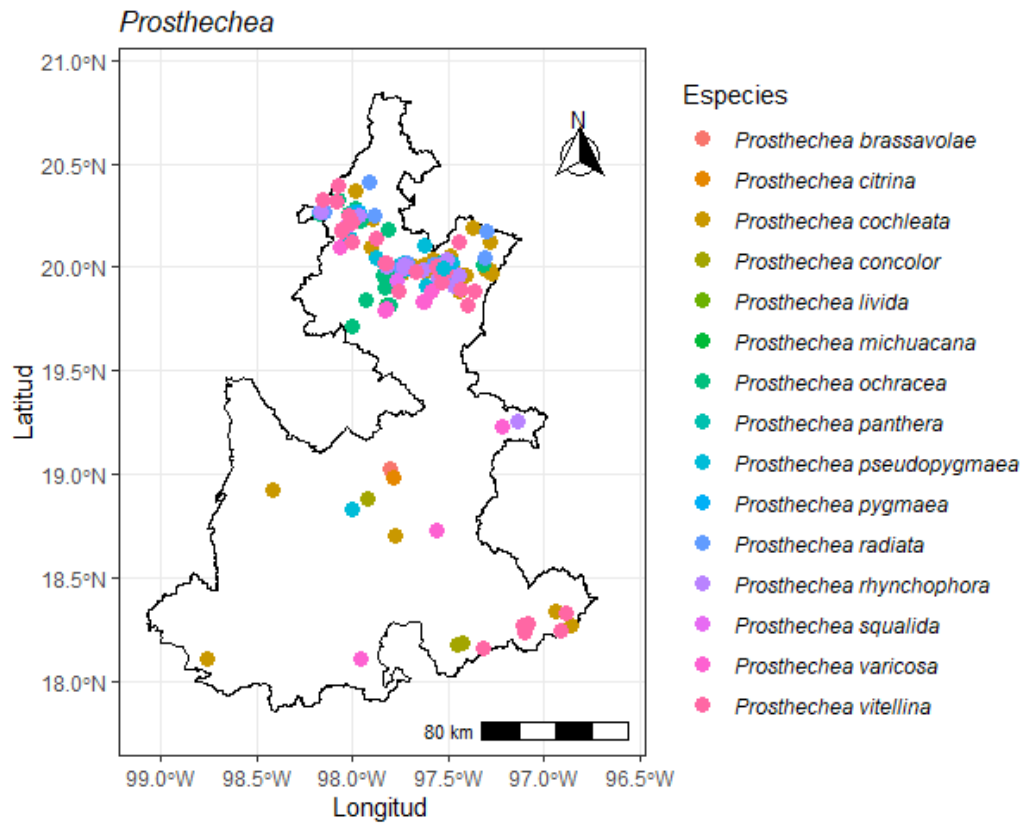 Prosthechea
21.0°N
20.5°N
20.0°N
19.5°N
19.0°N
18.5°N
18.0°N
Latitud
N
80 km
99.0°W 98.5°W 98.0°W 97.5°W 97.0°W 96.5°W
Longitud
Especies
Prosthechea brassavolae
Prosthechea citrina
Prosthechea cochleata
Prosthechea concolor
Prosthechea livida
Prosthechea michuacana
Prosthechea ochracea
Prosthechea panthera
Prosthechea pseudopygmaea
Prosthechea pygmaea
Prosthechea radiata
Prosthechea rhynchophora
Prosthechea squalida
Prosthechea varicosa
Prosthechea vitellina